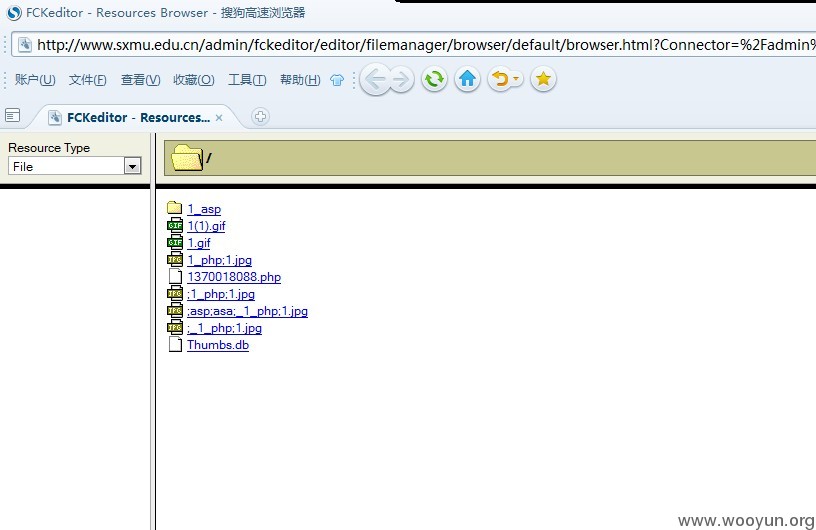 FCKeditor - Resources Browser - 搜狗高速浏览器
http://www.sxmu.edu.cn/admin/fckeditor/editor/filemanager/browser/default/browser.html?Connector=%2Fadmin%
账户(U) 文件(F) 查看(V) 收藏(O) 工具(T) 帮助(H)
FCKeditor - Resources... ×
Resource Type
File
/
1_asp
1(1).gif
1.gif
1_php;1.jpg
1370018088.php
;1_php;1.jpg
;asp;asa;_1_php;1.jpg
;_1_php;1.jpg
Thumbs.db
www.wooyun.org